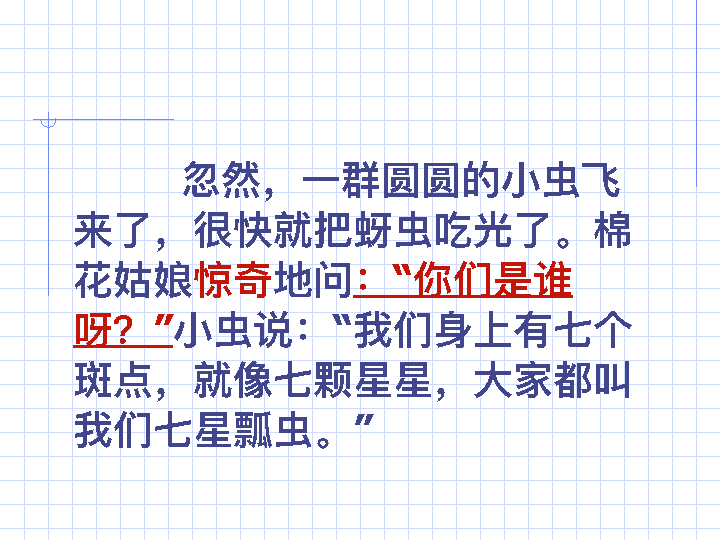 忽然，一群圆圆的小虫飞
来了，很快就把蚜虫吃光了。棉
花姑娘惊奇地问：“你们是谁
呀？”小虫说：“我们身上有七个
斑点，就像七颗星星，大家都叫
我们七星瓢虫。”